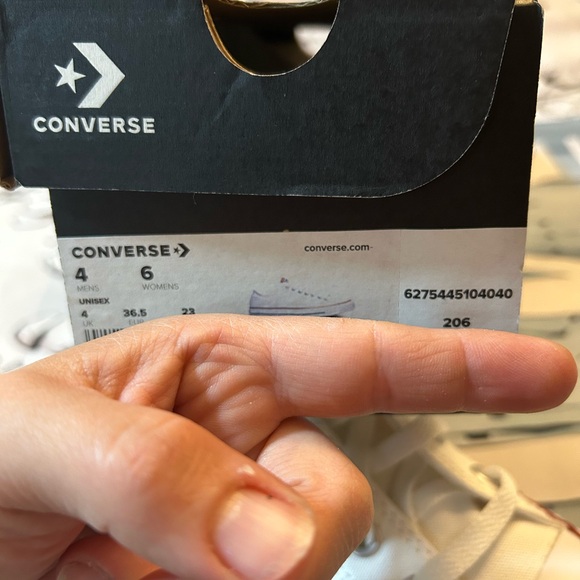 CONVERSE
CONVERSE
converse.com
4 6
MENS WOMENS
UNISEX
4 36.5 23
UK EUR
6275445104040
206